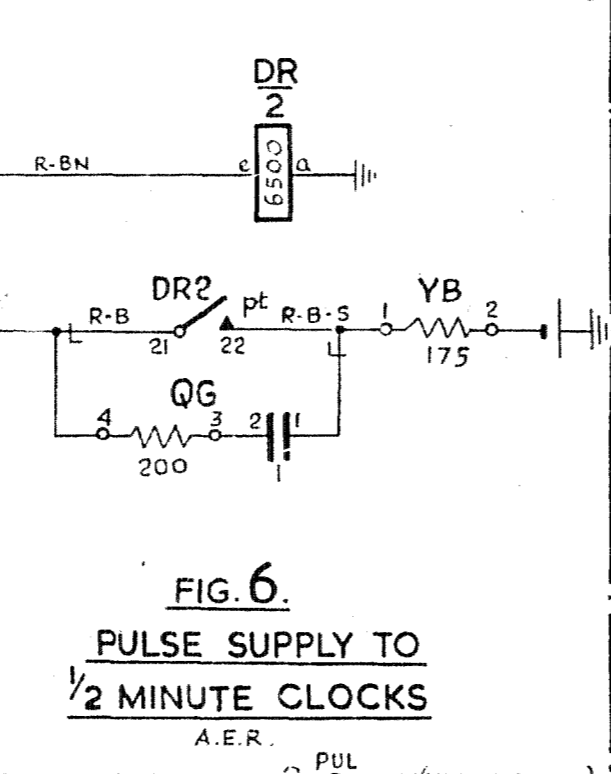 DR
2
R-BN e 6500 a
DR2 pt
R-B R-B-S
21 22
1 YB 2
175
QG
4 3 2 1
200 1
FIG. 6.
PULSE SUPPLY TO
1/2 MINUTE CLOCKS
A.E.R.
PUL